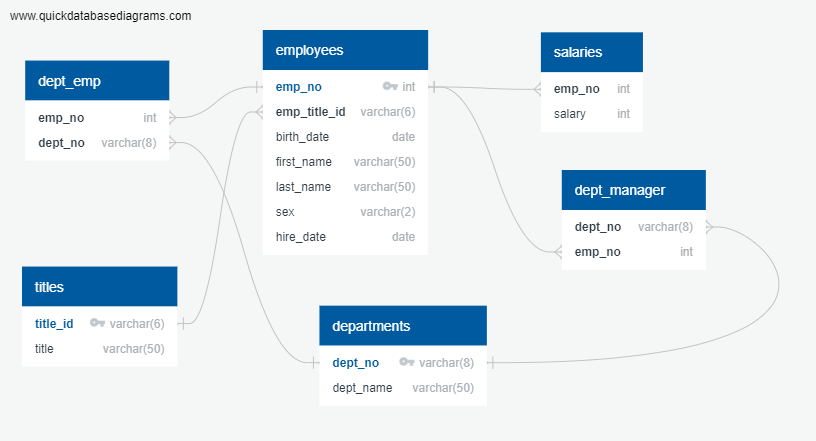 www.quickdatabasediagrams.com
dept_emp
emp_no int
dept_no varchar(8)
employees
emp_no int
emp_title_id varchar(6)
birth_date date
first_name varchar(50)
last_name varchar(50)
sex varchar(2)
hire_date date
salaries
emp_no int
salary int
dept_manager
dept_no varchar(8)
emp_no int
titles
title_id varchar(6)
title varchar(50)
departments
dept_no varchar(8)
dept_name varchar(50)